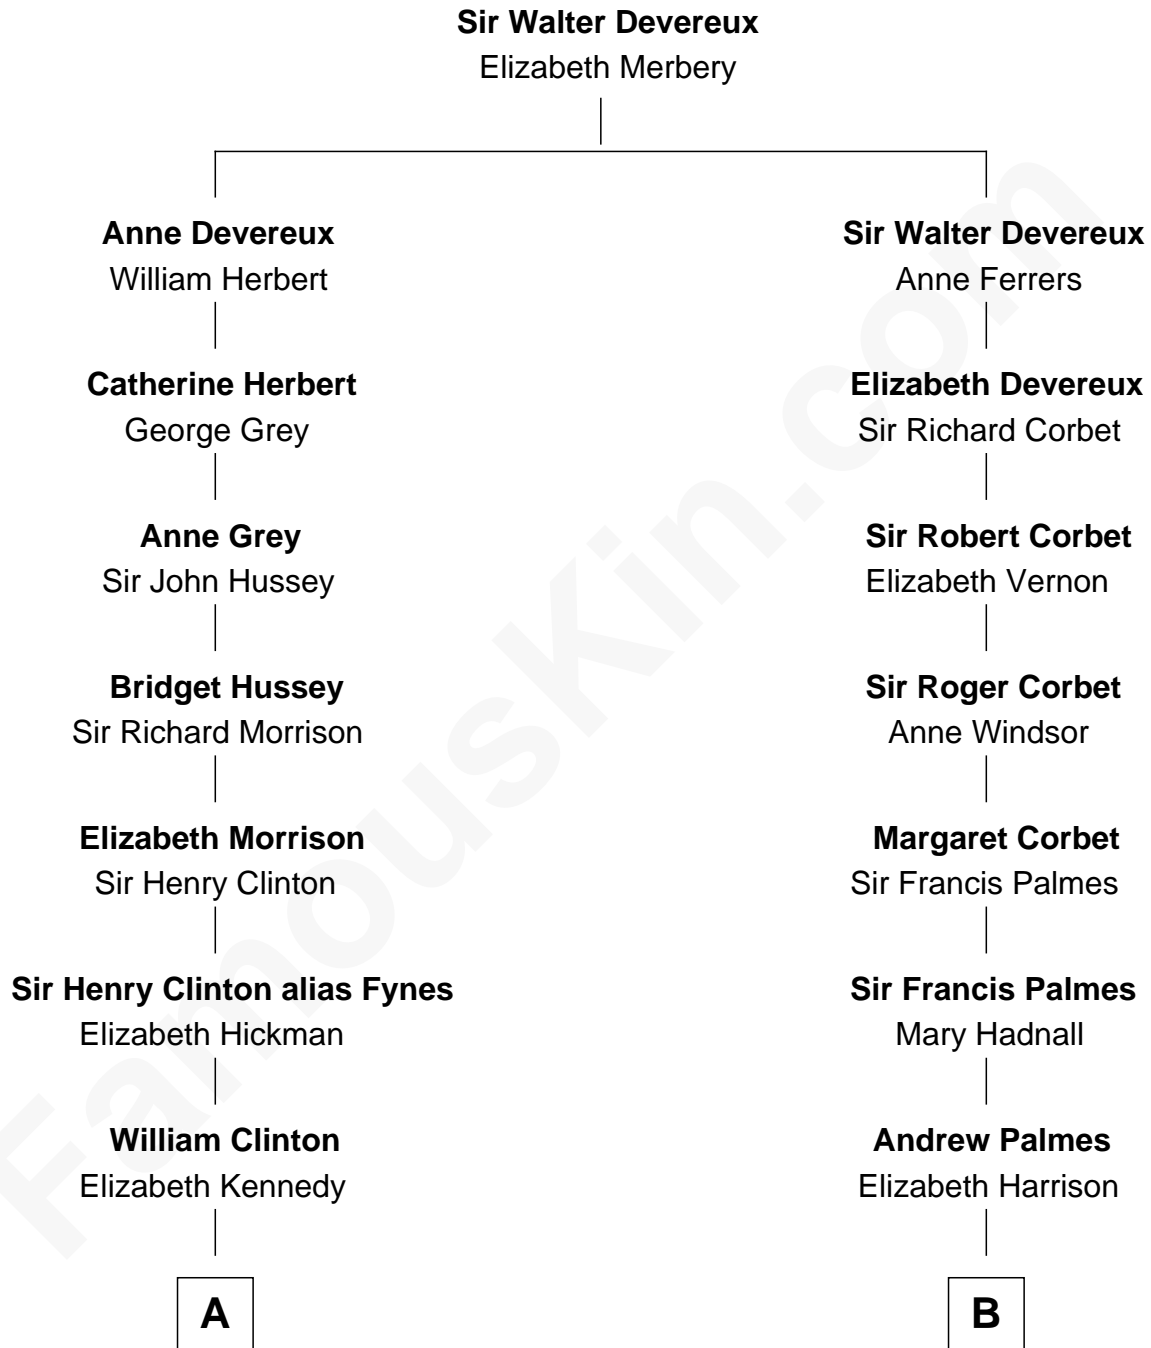 Sir Walter Devereux
Elizabeth Merbery
Anne Devereux
William Herbert
Sir Walter Devereux
Anne Ferrers
Catherine Herbert
George Grey
Elizabeth Devereux
Sir Richard Corbet
Anne Grey
Sir John Hussey
Sir Robert Corbet
Elizabeth Vernon
Bridget Hussey
Sir Richard Morrison
Sir Roger Corbet
Anne Windsor
Elizabeth Morrison
Sir Henry Clinton
Margaret Corbet
Sir Francis Palmes
Sir Henry Clinton alias Fynes
Elizabeth Hickman
Sir Francis Palmes
Mary Hadnall
William Clinton
Elizabeth Kennedy
Andrew Palmes
Elizabeth Harrison
A
B
FamousKin.com